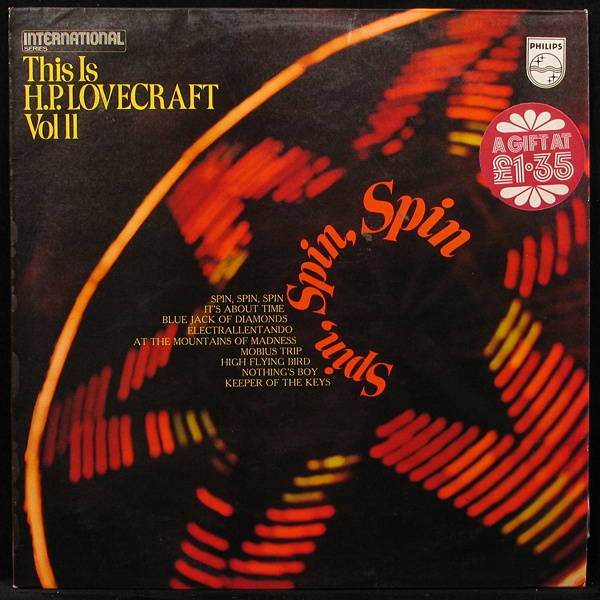 INTERNATIONAL
SERIES
This Is
H.P. LOVECRAFT
Vol II
PHILIPS
A GIFT AT
£1·35
Spin, Spin, Spin
SPIN, SPIN, SPIN
IT'S ABOUT TIME
BLUE JACK OF DIAMONDS
ELECTRALLENTANDO
AT THE MOUNTAINS OF MADNESS
MOBIUS TRIP
HIGH FLYING BIRD
NOTHING'S BOY
KEEPER OF THE KEYS